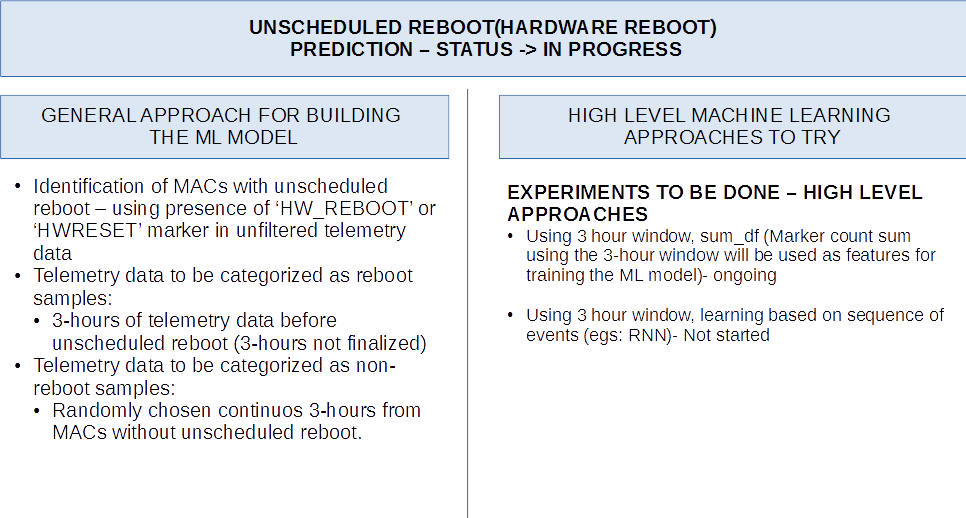 UNSCHEDULED REBOOT(HARDWARE REBOOT)
PREDICTION – STATUS -> IN PROGRESS
GENERAL APPROACH FOR BUILDING
THE ML MODEL
• Identification of MACs with unscheduled
reboot – using presence of ‘HW_REBOOT’ or
‘HWRESET’ marker in unfiltered telemetry
data
• Telemetry data to be categorized as reboot
samples:
• 3-hours of telemetry data before
unscheduled reboot (3-hours not finalized)
• Telemetry data to be categorized as non-
reboot samples:
• Randomly chosen continuos 3-hours from
MACs without unscheduled reboot.
HIGH LEVEL MACHINE LEARNING
APPROACHES TO TRY
EXPERIMENTS TO BE DONE – HIGH LEVEL
APPROACHES
• Using 3 hour window, sum_df (Marker count sum
using the 3-hour window will be used as features for
training the ML model)- ongoing
• Using 3 hour window, learning based on sequence of
events (egs: RNN)- Not started